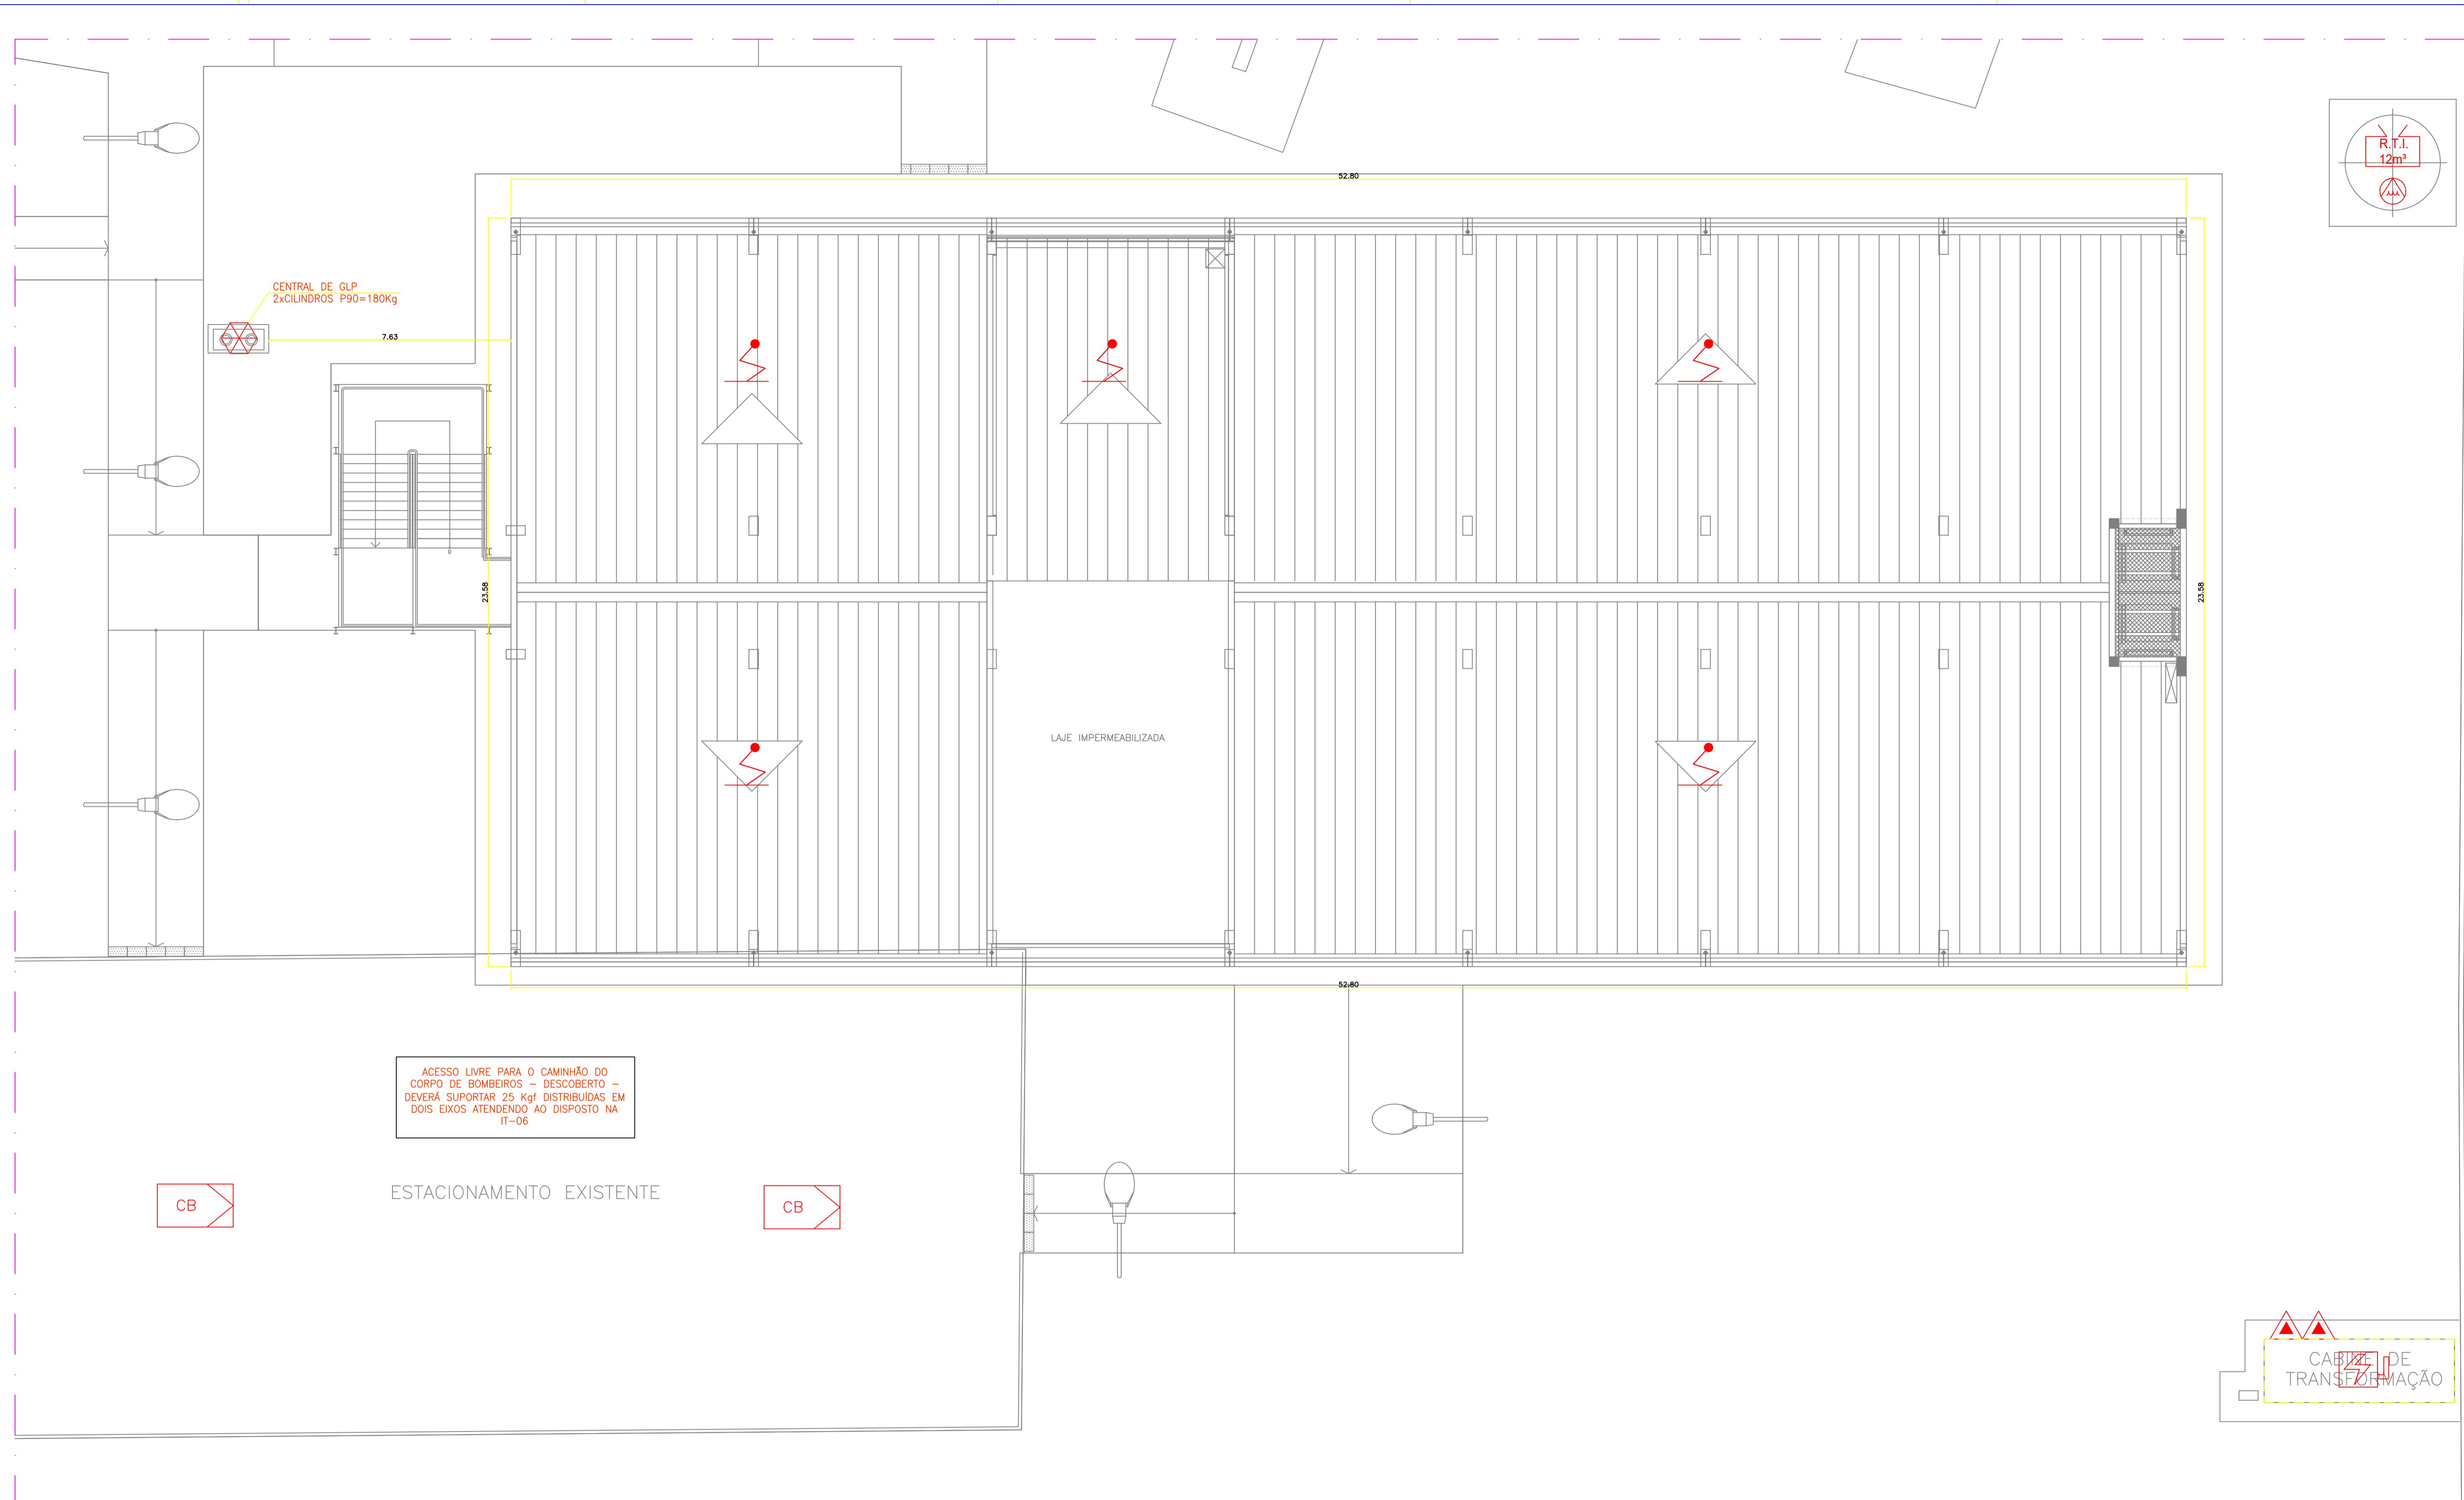 R.T.I.
12m³
52.80
CENTRAL DE GLP
2xCILINDROS P90=180Kg
7.63
23.58
23.58
LAJE IMPERMEABILIZADA
52.80
ACESSO LIVRE PARA O CAMINHÃO DO
CORPO DE BOMBEIROS – DESCOBERTO –
DEVERÁ SUPORTAR 25 Kgf DISTRIBUÍDAS EM
DOIS EIXOS ATENDENDO AO DISPOSTO NA
IT–06
CB
ESTACIONAMENTO EXISTENTE
CB
CABINE DE
TRANSFORMAÇÃO